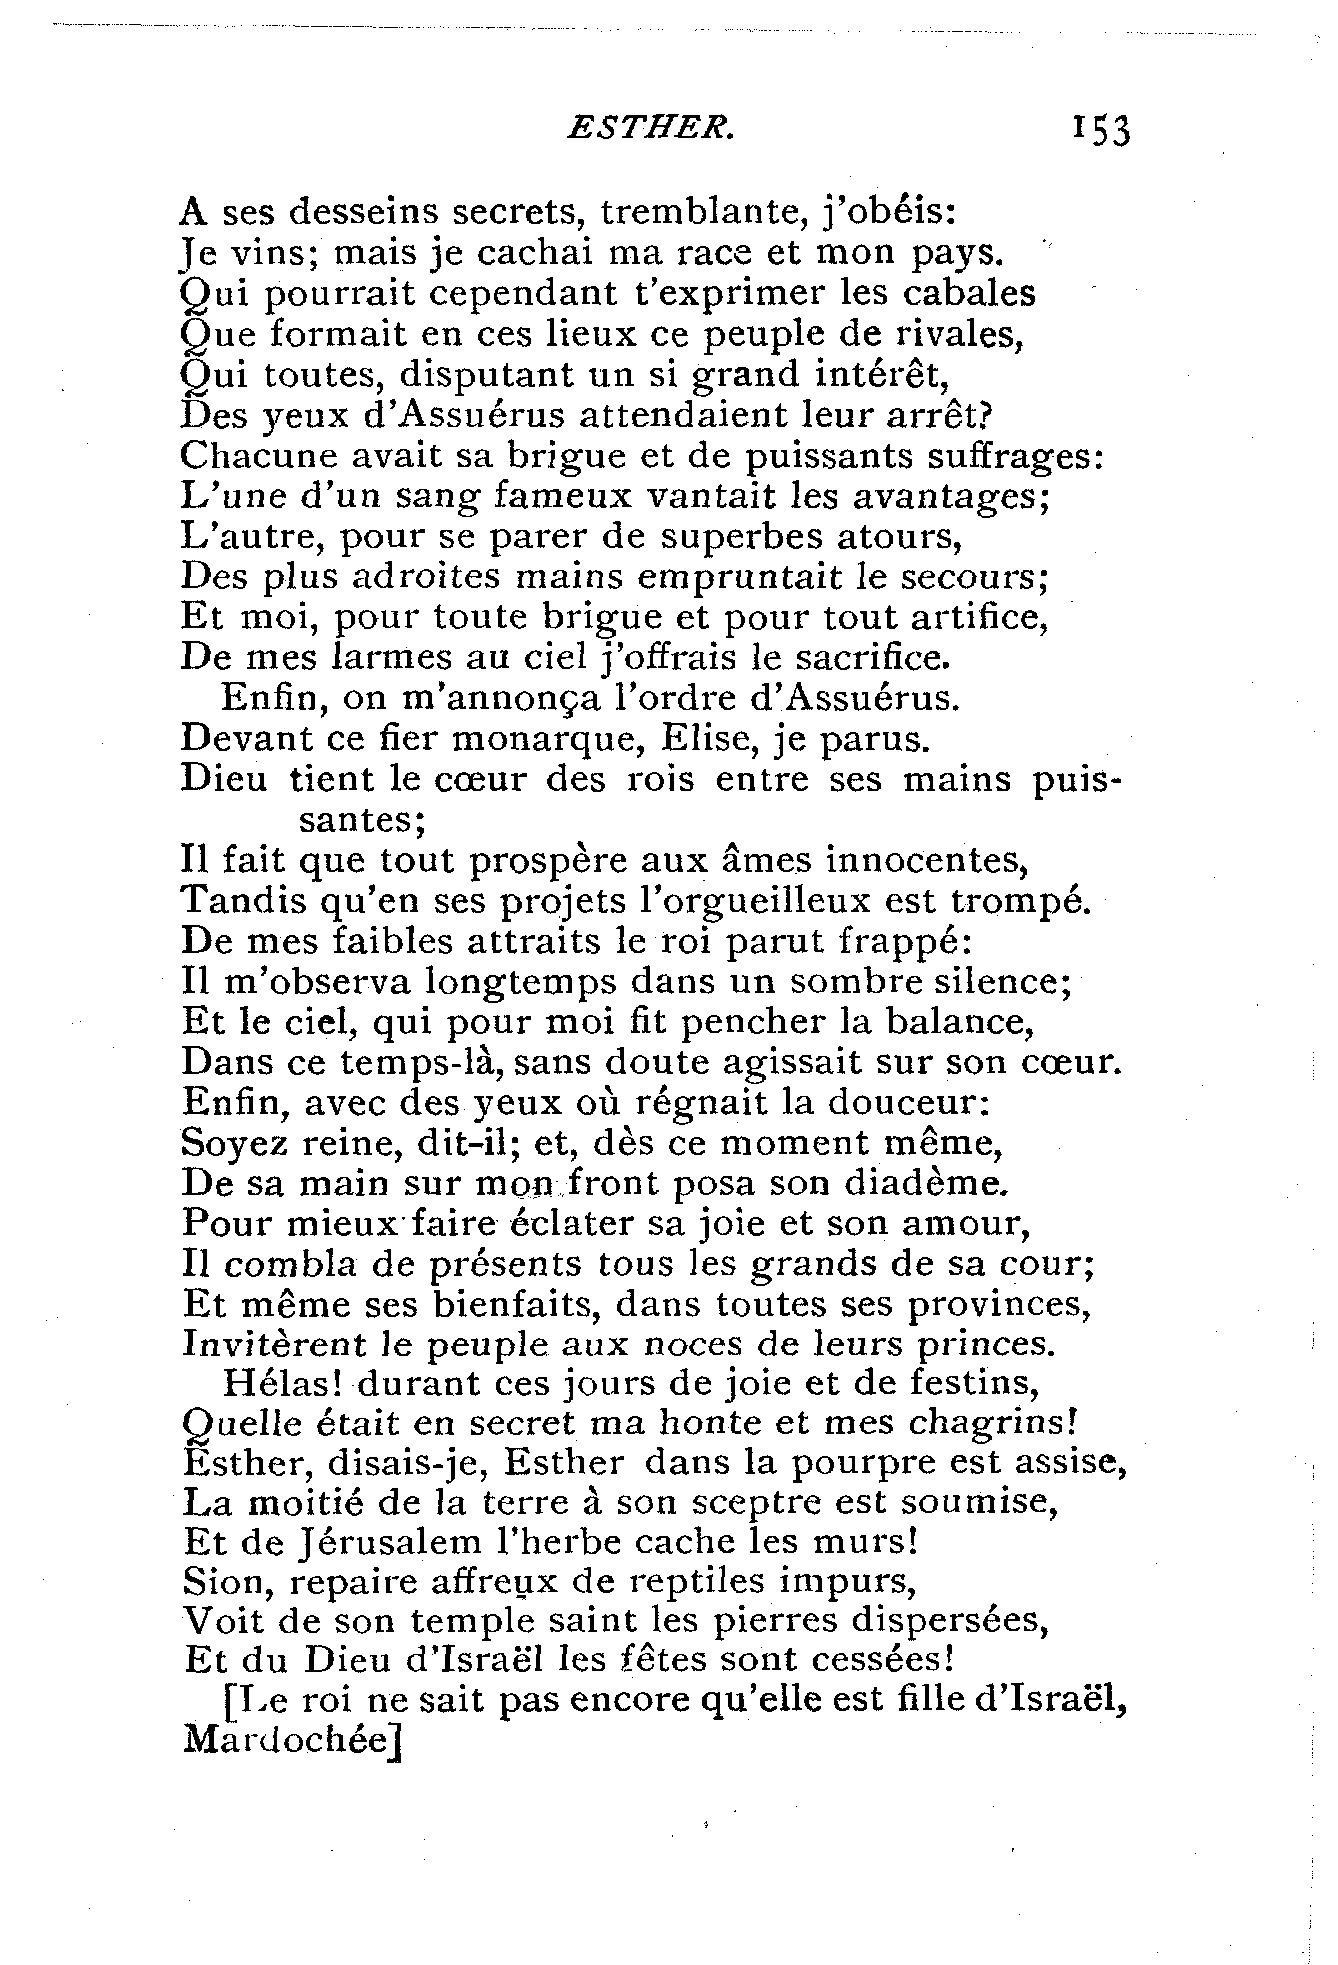 ESTHER. 153
A ses desseins secrets, tremblante, j'obéis:
Je vins; mais je cachai ma race et mon pays.
Qui pourrait cependant t'exprimer les cabales
Que formait en ces lieux ce peuple de rivales,
Qui toutes, disputant un si grand intérêt,
Des yeux d'Assuérus attendaient leur arrêt?
Chacune avait sa brigue et de puissants suffrages:
L'une d'un sang fameux vantait les avantages;
L'autre, pour se parer de superbes atours,
Des plus adroites mains empruntait le secours;
Et moi, pour toute brigue et pour tout artifice,
De mes larmes au ciel j'offrais le sacrifice.
Enfin, on m'annonça l'ordre d'Assuérus.
Devant ce fier monarque, Elise, je parus.
Dieu tient le cœur des rois entre ses mains puis-
santes;
Il fait que tout prospère aux âmes innocentes,
Tandis qu'en ses projets l'orgueilleux est trompé.
De mes faibles attraits le roi parut frappé:
Il m'observa longtemps dans un sombre silence;
Et le ciel, qui pour moi fit pencher la balance,
Dans ce temps-là, sans doute agissait sur son cœur.
Enfin, avec des yeux où régnait la douceur:
Soyez reine, dit-il; et, dès ce moment même,
De sa main sur mon front posa son diadème.
Pour mieux faire éclater sa joie et son amour,
Il combla de présents tous les grands de sa cour;
Et même ses bienfaits, dans toutes ses provinces,
Invitèrent le peuple aux noces de leurs princes.
Hélas! durant ces jours de joie et de festins,
Quelle était en secret ma honte et mes chagrins!
Esther, disais-je, Esther dans la pourpre est assise,
La moitié de la terre à son sceptre est soumise,
Et de Jérusalem l'herbe cache les murs!
Sion, repaire affreux de reptiles impurs,
Voit de son temple saint les pierres dispersées,
Et du Dieu d'Israël les fêtes sont cessées!
[Le roi ne sait pas encore qu'elle est fille d'Israël,
Mardochée]